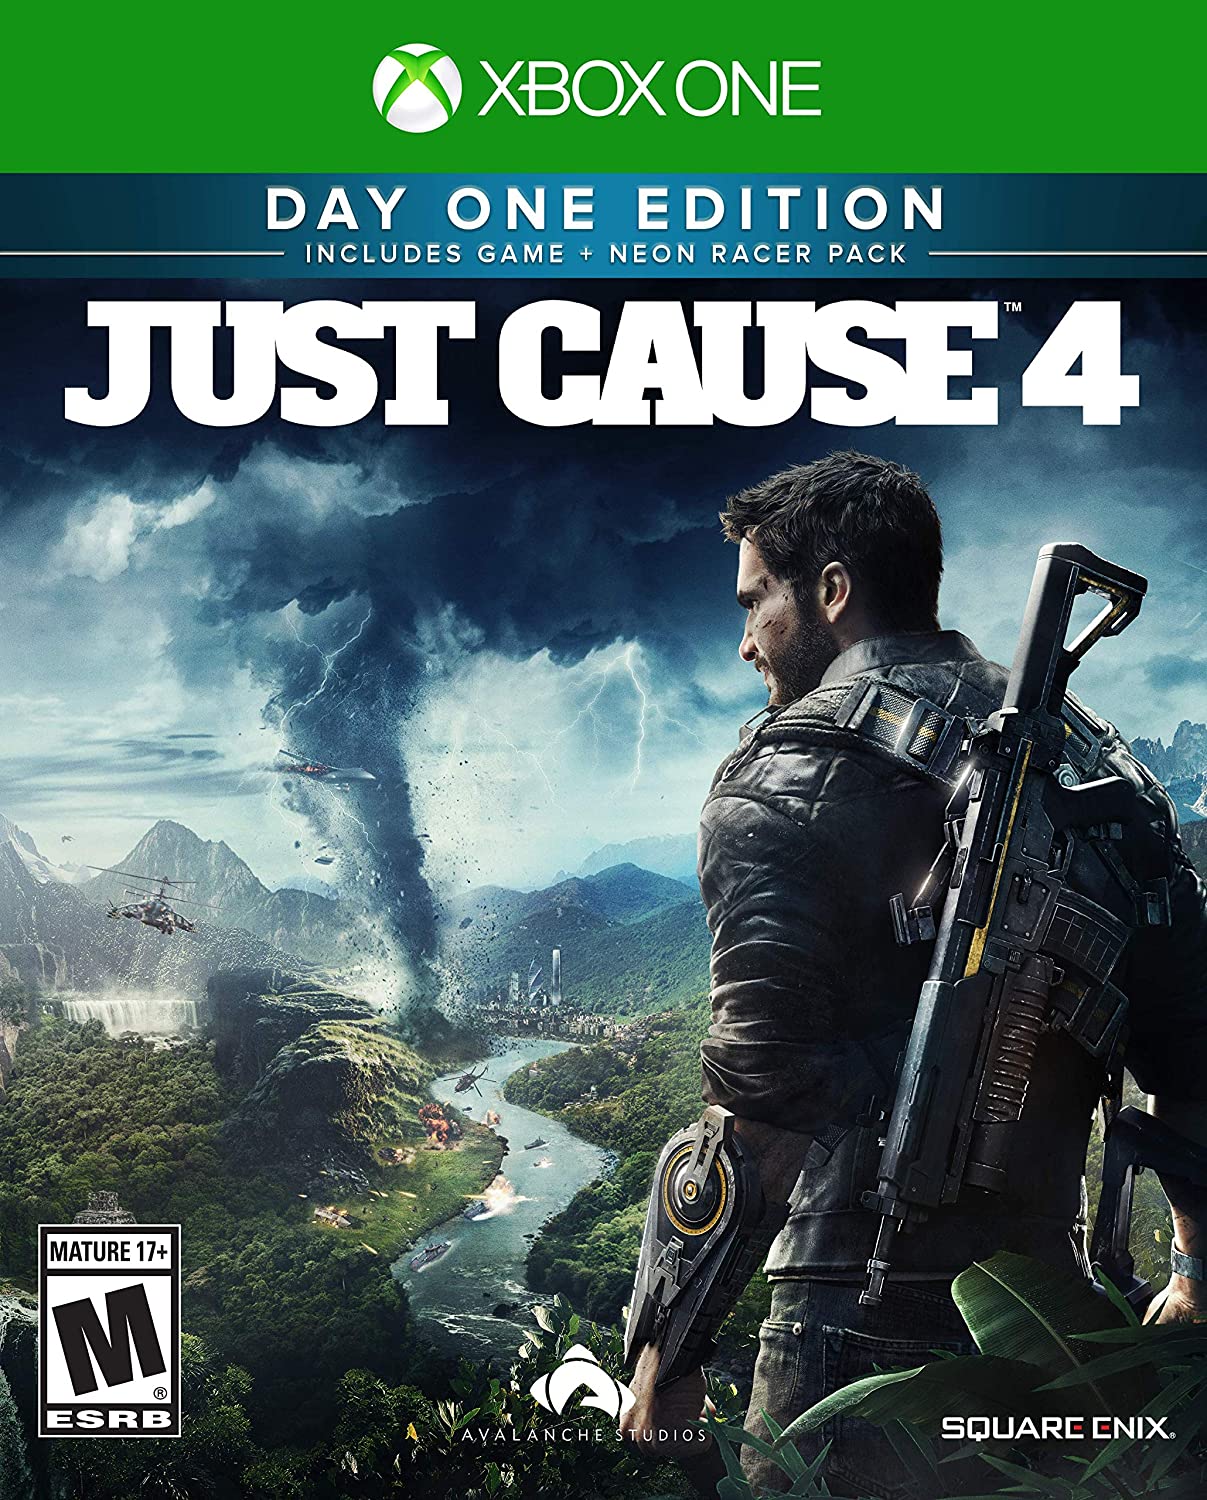 XBOX ONE
DAY ONE EDITION
INCLUDES GAME + NEON RACER PACK
JUST CAUSE™ 4
MATURE 17+
M
®
ESRB
AVALANCHE STUDIOS
SQUARE ENIX®